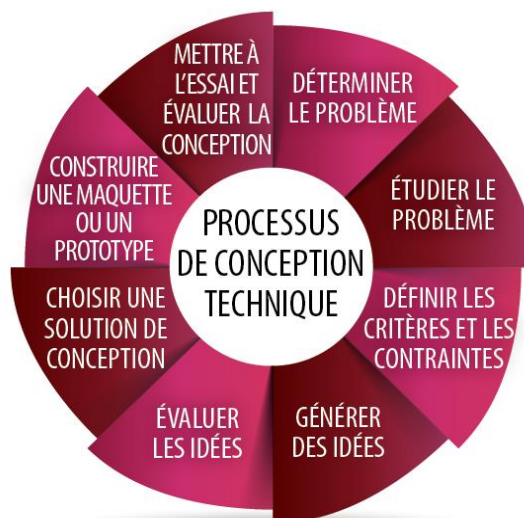 PROCESSUS
DE CONCEPTION
TECHNIQUE
DÉTERMINER
LE PROBLÈME
ÉTUDIER LE
PROBLÈME
DÉFINIR LES
CRITÈRES ET LES
CONTRAINTES
GÉNÉRER
DES IDÉES
ÉVALUER
LES IDÉES
CHOISIR UNE
SOLUTION DE
CONCEPTION
CONSTRUIRE
UNE MAQUETTE
OU UN
PROTOTYPE
METTRE À
L'ESSAI ET
ÉVALUER LA
CONCEPTION